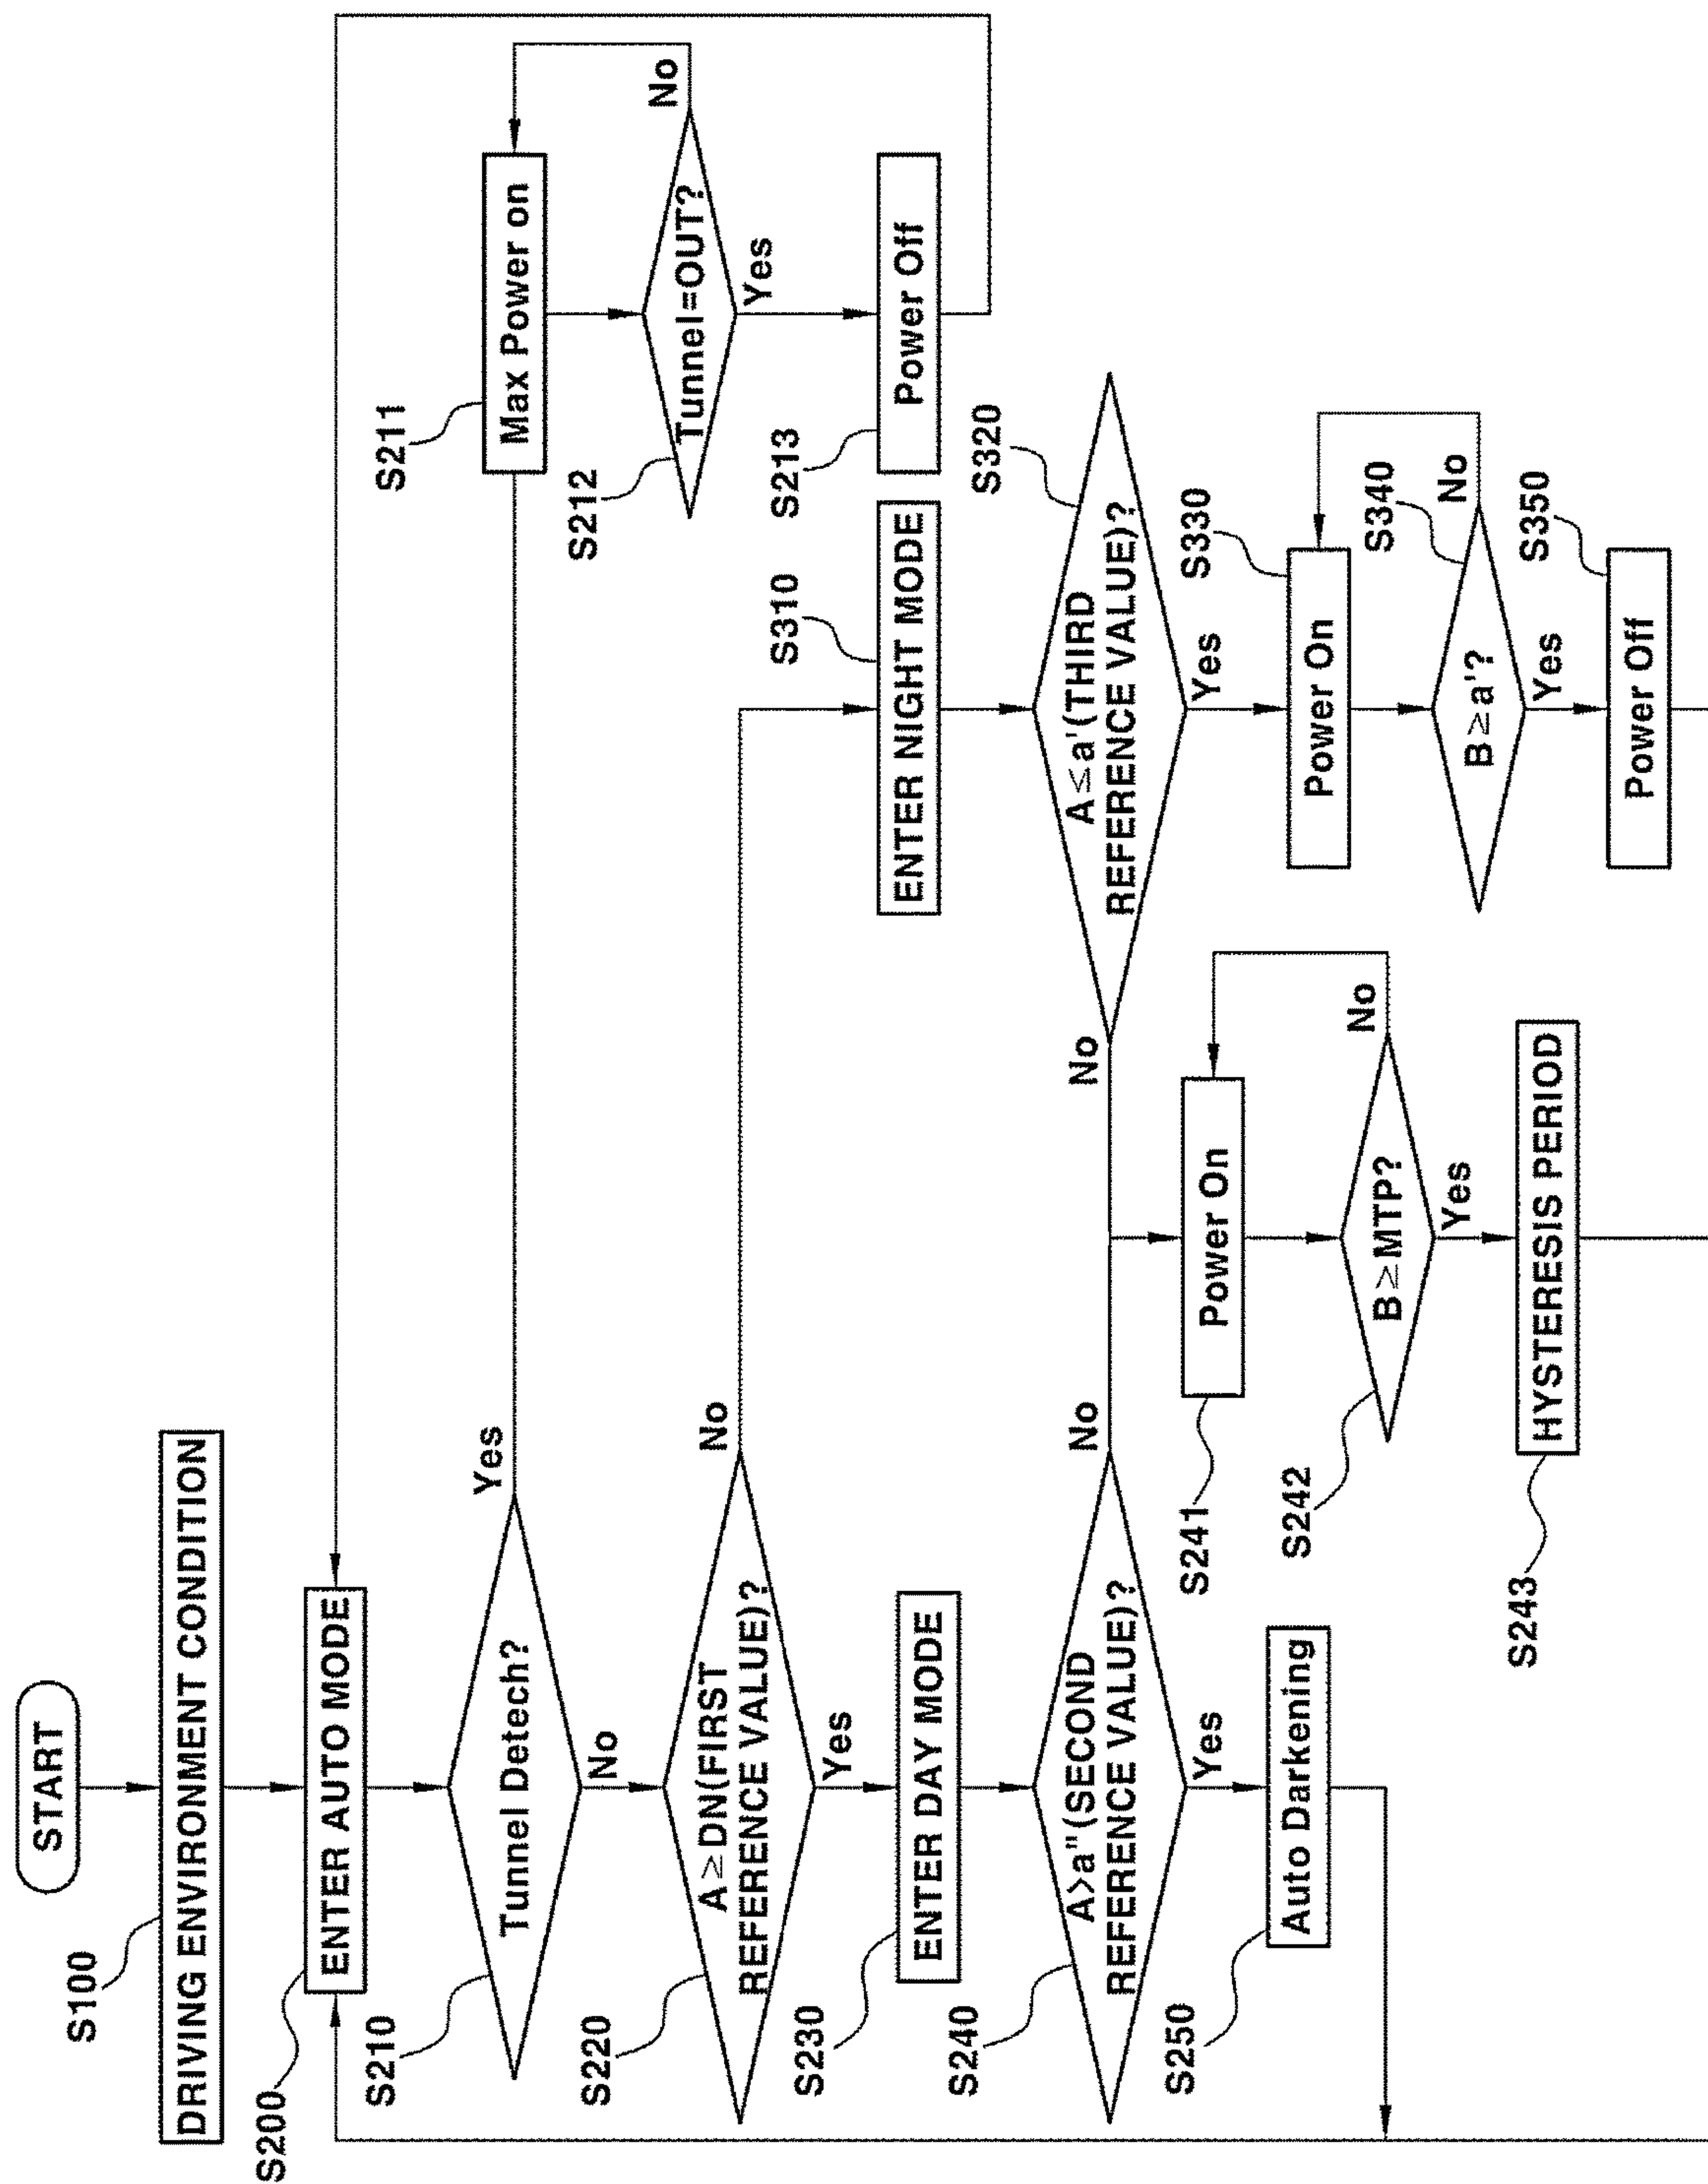 START
S100
DRIVING ENVIRONMENT CONDITION
S200
ENTER AUTO MODE
S210
Tunnel Detech?
Yes
No
S211
Max Power on
S212
Tunnel=OUT?
No
Yes
S213
Power Off
S220
A≥DN(FIRST
REFERENCE VALUE)?
No
Yes
S230
ENTER DAY MODE
S310
ENTER NIGHT MODE
S240
A>a"(SECOND
REFERENCE VALUE)?
No
Yes
S320
A≤a'(THIRD
REFERENCE VALUE)?
No
Yes
S250
Auto Darkening
S241
Power On
S242
B≥MTP?
No
Yes
S243
HYSTERESIS PERIOD
S330
Power On
S340
B≥a'?
No
Yes
S350
Power Off